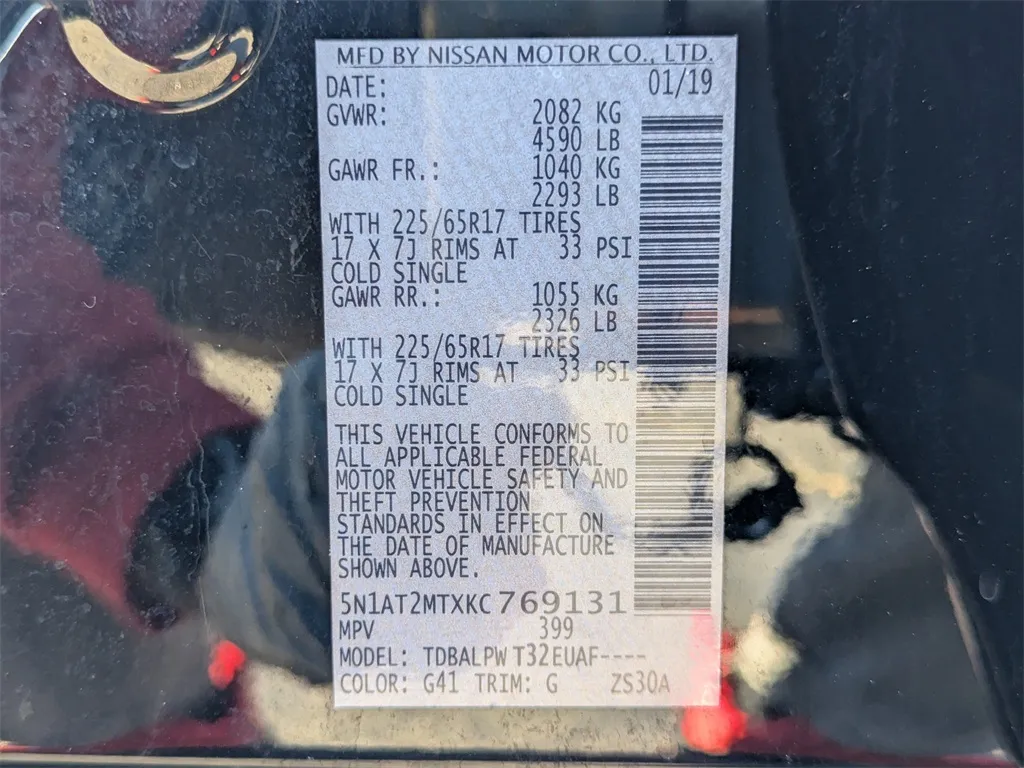 MFD BY NISSAN MOTOR CO., LTD.
DATE: 01/19
GVWR: 2082 KG
4590 LB
GAWR FR.: 1040 KG
2293 LB
WITH 225/65R17 TIRES
17 X 7J RIMS AT 33 PSI
COLD SINGLE
GAWR RR.: 1055 KG
2326 LB
WITH 225/65R17 TIRES
17 X 7J RIMS AT 33 PSI
COLD SINGLE
THIS VEHICLE CONFORMS TO
ALL APPLICABLE FEDERAL
MOTOR VEHICLE SAFETY AND
THEFT PREVENTION
STANDARDS IN EFFECT ON
THE DATE OF MANUFACTURE
SHOWN ABOVE.
5N1AT2MTXKC769131
MPV 399
MODEL: TDBALPW T32EUAF----
COLOR: G41 TRIM: G ZS30A